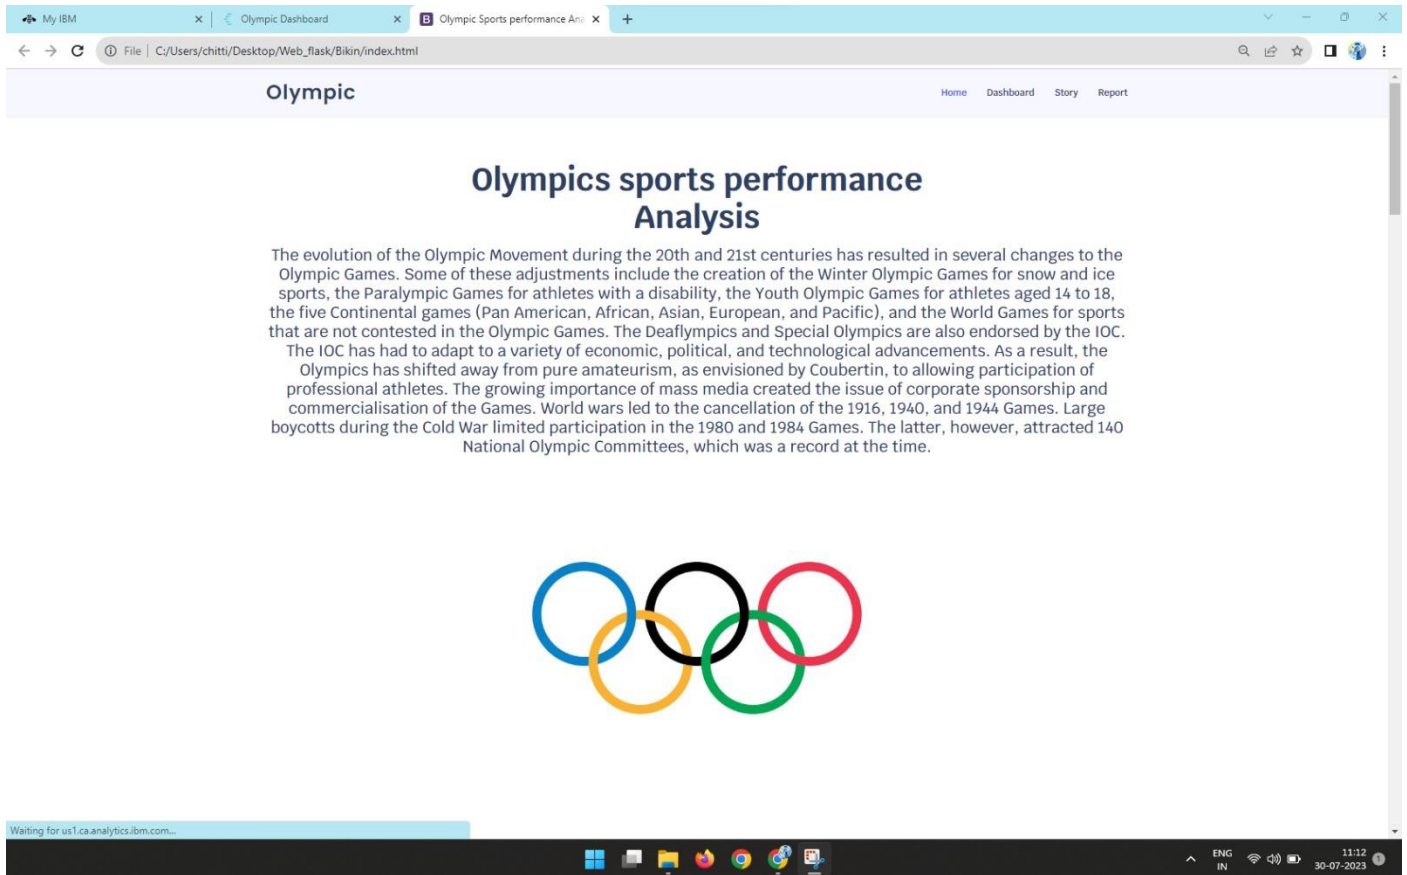 My IBM
Olympic Dashboard
Olympic Sports performance Ana
File | C:/Users/chitti/Desktop/Web_flask/Bikin/index.html
Olympic
Home Dashboard Story Report
Olympics sports performance
Analysis
The evolution of the Olympic Movement during the 20th and 21st centuries has resulted in several changes to the
Olympic Games. Some of these adjustments include the creation of the Winter Olympic Games for snow and ice
sports, the Paralympic Games for athletes with a disability, the Youth Olympic Games for athletes aged 14 to 18,
the five Continental games (Pan American, African, Asian, European, and Pacific), and the World Games for sports
that are not contested in the Olympic Games. The Deaflympics and Special Olympics are also endorsed by the IOC.
The IOC has had to adapt to a variety of economic, political, and technological advancements. As a result, the
Olympics has shifted away from pure amateurism, as envisioned by Coubertin, to allowing participation of
professional athletes. The growing importance of mass media created the issue of corporate sponsorship and
commercialisation of the Games. World wars led to the cancellation of the 1916, 1940, and 1944 Games. Large
boycotts during the Cold War limited participation in the 1980 and 1984 Games. The latter, however, attracted 140
National Olympic Committees, which was a record at the time.
Waiting for us1.ca.analytics.ibm.com...
ENG
IN
11:12
30-07-2023
1